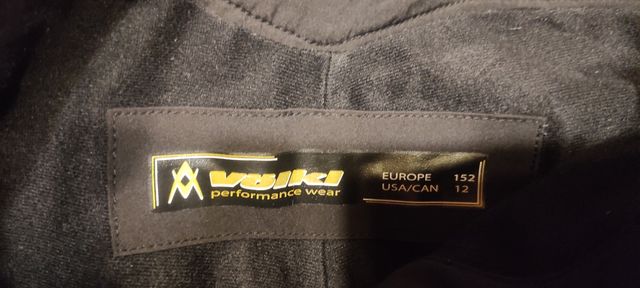 völkl
performance wear
EUROPE 152
USA/CAN 12